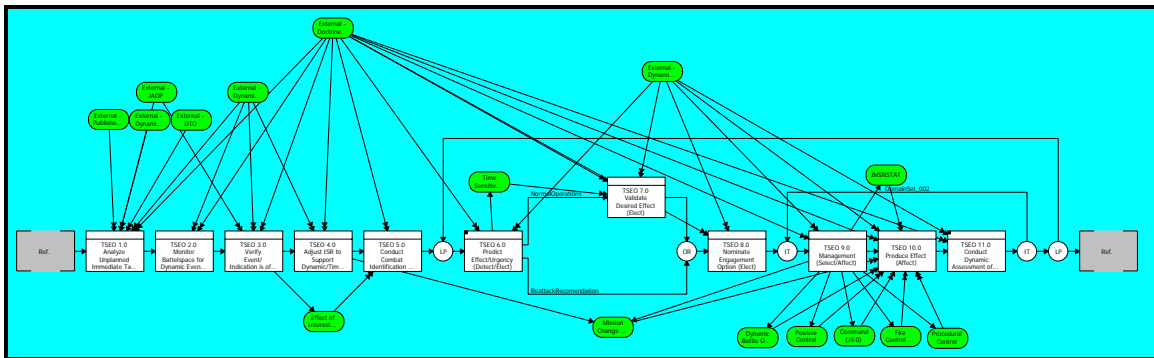 External -
Doctrine...
External -
Dynami...
External -
JAOP
External -
Dynami...
External -
Publishe...
External -
Dynami...
External -
DTO
Time
Sensitiv...
JMSNSTAT
NormalOperations
DomainSet_002
TSEO 7.0
Validate
Desired Effect
(Elect)
Ref.
TSEO 1.0
Analyze
Unplanned
Immediate Ta...
TSEO 2.0
Monitor
Battlespace for
Dynamic Even...
TSEO 3.0
Verify
Event/
Indication is of...
TSEO 4.0
Adjust ISR to
Support
Dynamic/Tim...
TSEO 5.0
Conduct
Combat
Identification ...
LP
TSEO 6.0
Predict
Effect/Urgency
(Detect/Elect)
OR
TSEO 8.0
Nominate
Engagement
Option (Elect)
IT
TSEO 9.0
Management
(Select/Affect)
TSEO 10.0
Produce Effect
(Affect)
TSEO 11.0
Conduct
Dynamic
Assessment of...
IT
LP
Ref.
ReattackRecomendation
Effect of
Interest...
Mission
Change ...
Dynamic
Battle O...
Positive
Control
Command
(J9.0)
Fire
Control ...
Procedural
Control